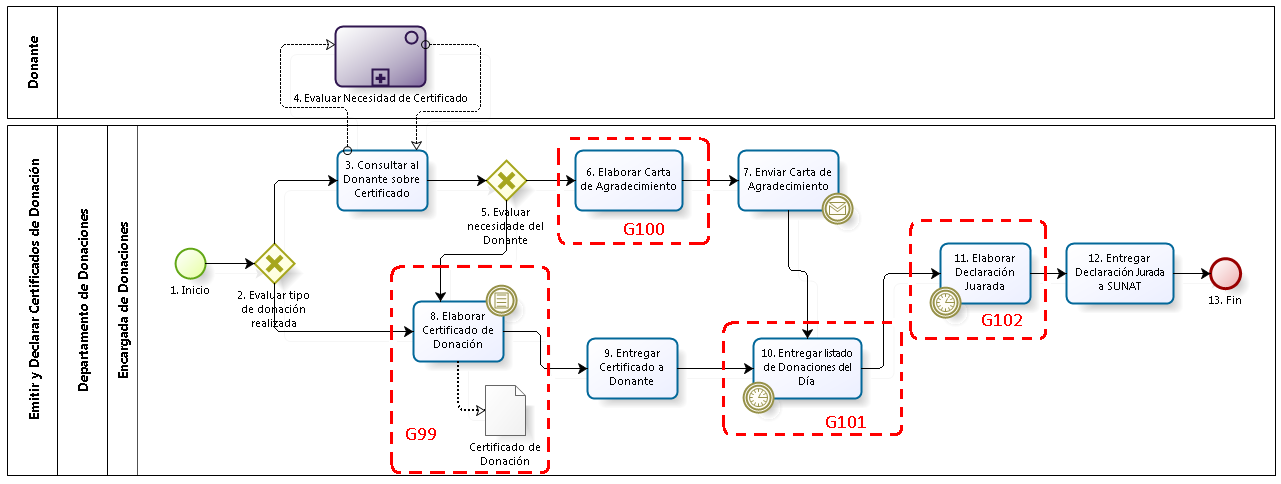 Donante
4. Evaluar Necesidad de Certificado
Emitir y Declarar Certificados de Donación
Departamento de Donaciones
Encargada de Donaciones
1. Inicio
2. Evaluar tipo
de donación
realizada
3. Consultar al
Donante sobre
Certificado
5. Evaluar
necesidade del
Donante
6. Elaborar Carta
de Agradecimiento
G100
7. Enviar Carta de
Agradecimiento
8. Elaborar
Certificado de
Donación
G99
Certificado de
Donación
9. Entregar
Certificado a
Donante
10. Entregar listado
de Donaciones del
Día
G101
11. Elaborar
Declaración
Juarada
G102
12. Entregar
Declaración Jurada
a SUNAT
13. Fin